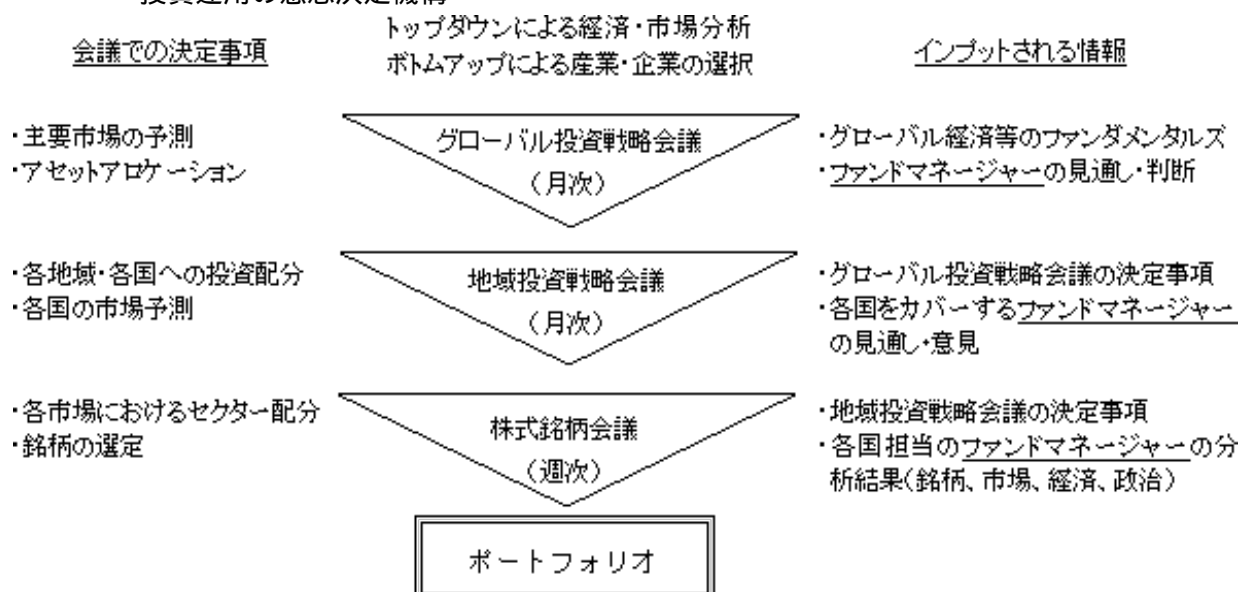 投資運用の意思決定機構
トップダウンによる経済・市場分析
ボトムアップによる産業・企業の選択
会議での決定事項
インプットされる情報
・主要市場の予測
・アセットアロケーション
グローバル投資戦略会議
(月次)
・グローバル経済等のファンダメンタルズ
・ファンドマネージャーの見通し・判断
・各地域・各国への投資配分
・各国の市場予測
地域投資戦略会議
(月次)
・グローバル投資戦略会議の決定事項
・各国をカバーするファンドマネージャー
の見通し・意見
・各市場におけるセクター配分
・銘柄の選定
株式銘柄会議
(週次)
・地域投資戦略会議の決定事項
・各国担当のファンドマネージャーの分
析結果(銘柄、市場、経済、政治)
ポートフォリオ